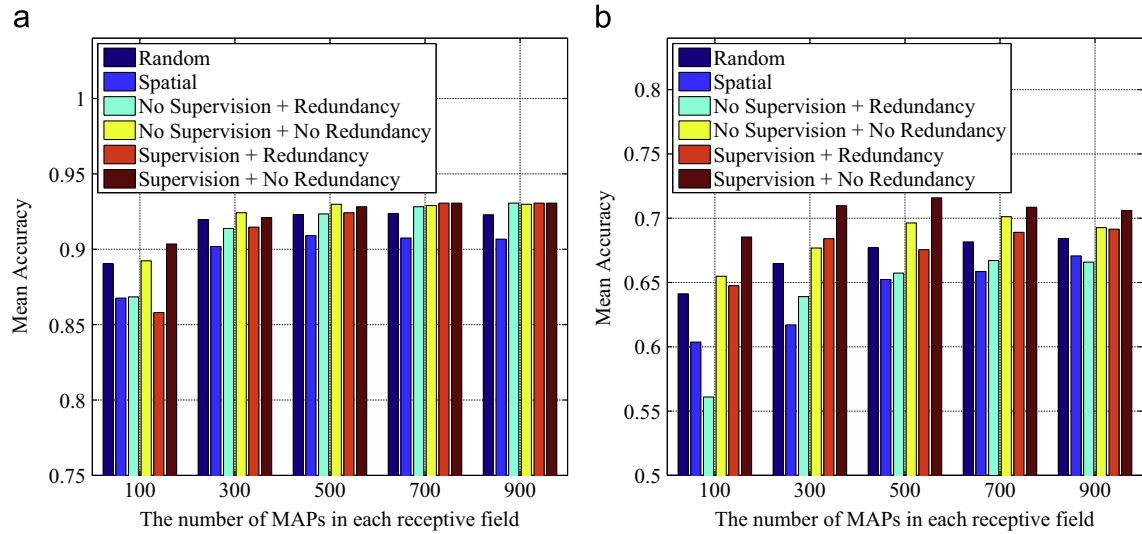 a
1
0.95
0.9
0.85
0.8
0.75
Mean Accuracy
Random
Spatial
No Supervision + Redundancy
No Supervision + No Redundancy
Supervision + Redundancy
Supervision + No Redundancy
100 300 500 700 900
The number of MAPs in each receptive field
b
0.8
0.75
0.7
0.65
0.6
0.55
0.5
Mean Accuracy
Random
Spatial
No Supervision + Redundancy
No Supervision + No Redundancy
Supervision + Redundancy
Supervision + No Redundancy
100 300 500 700 900
The number of MAPs in each receptive field